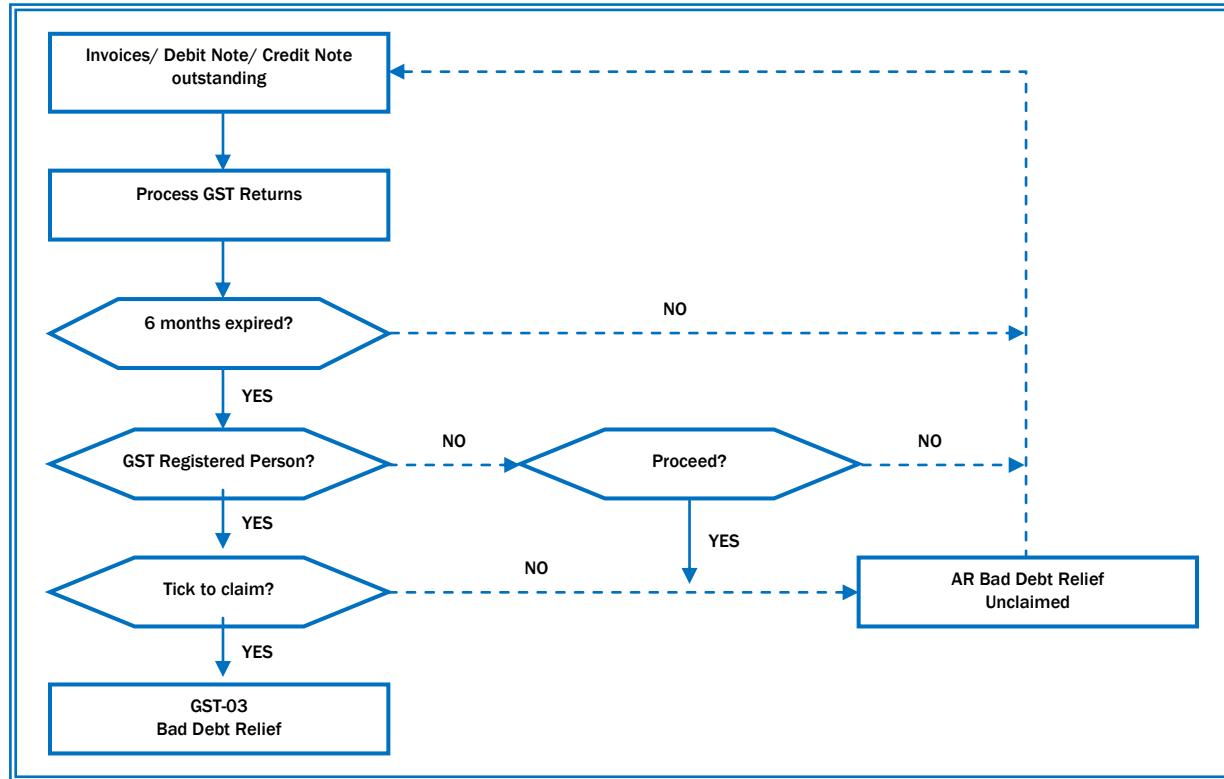 Invoices/ Debit Note/ Credit Note
outstanding
Process GST Returns
6 months expired?
NO
YES
GST Registered Person?
NO
Proceed?
NO
YES
YES
Tick to claim?
NO
AR Bad Debt Relief
Unclaimed
YES
GST-03
Bad Debt Relief